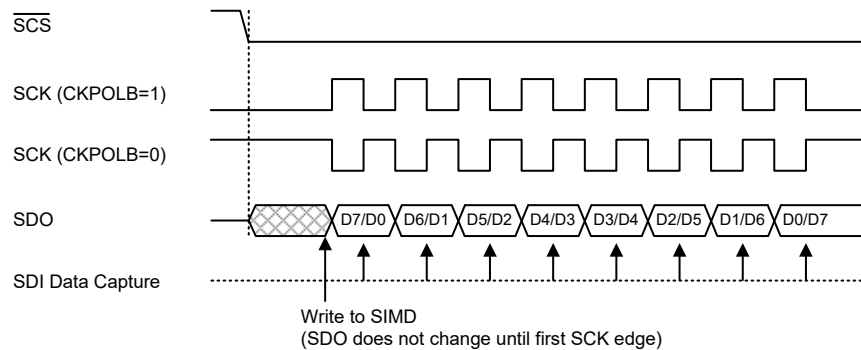 SCS
SCK (CKPOLB=1)
SCK (CKPOLB=0)
SDO
D7/D0 D6/D1 D5/D2 D4/D3 D3/D4 D2/D5 D1/D6 D0/D7
SDI Data Capture
Write to SIMD
(SDO does not change until first SCK edge)